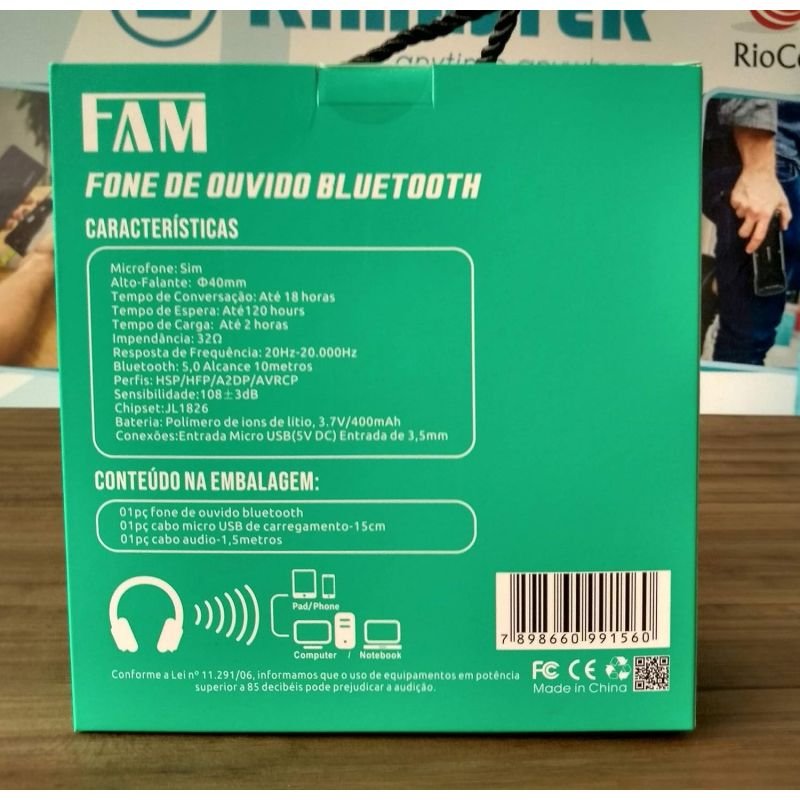 anytime anywhere
RioCe
FAM
FONE DE OUVIDO BLUETOOTH
CARACTERÍSTICAS
Microfone: Sim
Alto-Falante: Φ40mm
Tempo de Conversação: Até 18 horas
Tempo de Espera: Até120 hours
Tempo de Carga: Até 2 horas
Impendância: 32Ω
Resposta de Frequência: 20Hz-20.000Hz
Bluetooth: 5,0 Alcance 10metros
Perfis: HSP/HFP/A2DP/AVRCP
Sensibilidade:108±3dB
Chipset:JL1826
Bateria: Polímero de ions de lítio, 3.7V/400mAh
Conexões:Entrada Micro USB(5V DC) Entrada de 3,5mm
CONTEÚDO NA EMBALAGEM:
01pç fone de ouvido bluetooth
01pç cabo micro USB de carregamento-15cm
01pç cabo audio-1,5metros
Pad/Phone
Computer / Notebook
7 898660 991560
Conforme a Lei nº 11.291/06, informamos que o uso de equipamentos em potência
superior a 85 decibéis pode prejudicar a audição.
FC CE
Made in China